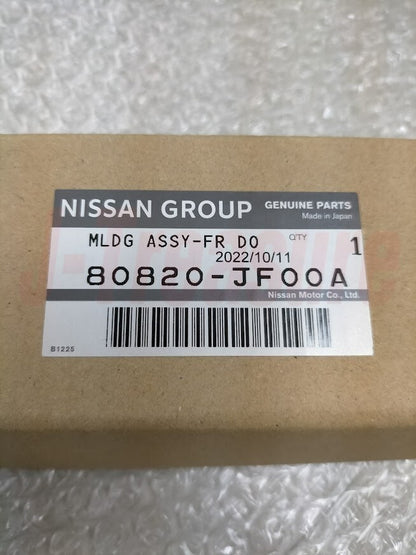 NISSAN GROUP
GENUINE PARTS
Made in Japan
MLDG ASSY-FR DO
QTY
1
2022/10/11
80820-JF00A
Nissan Motor Co., Ltd.
B1225